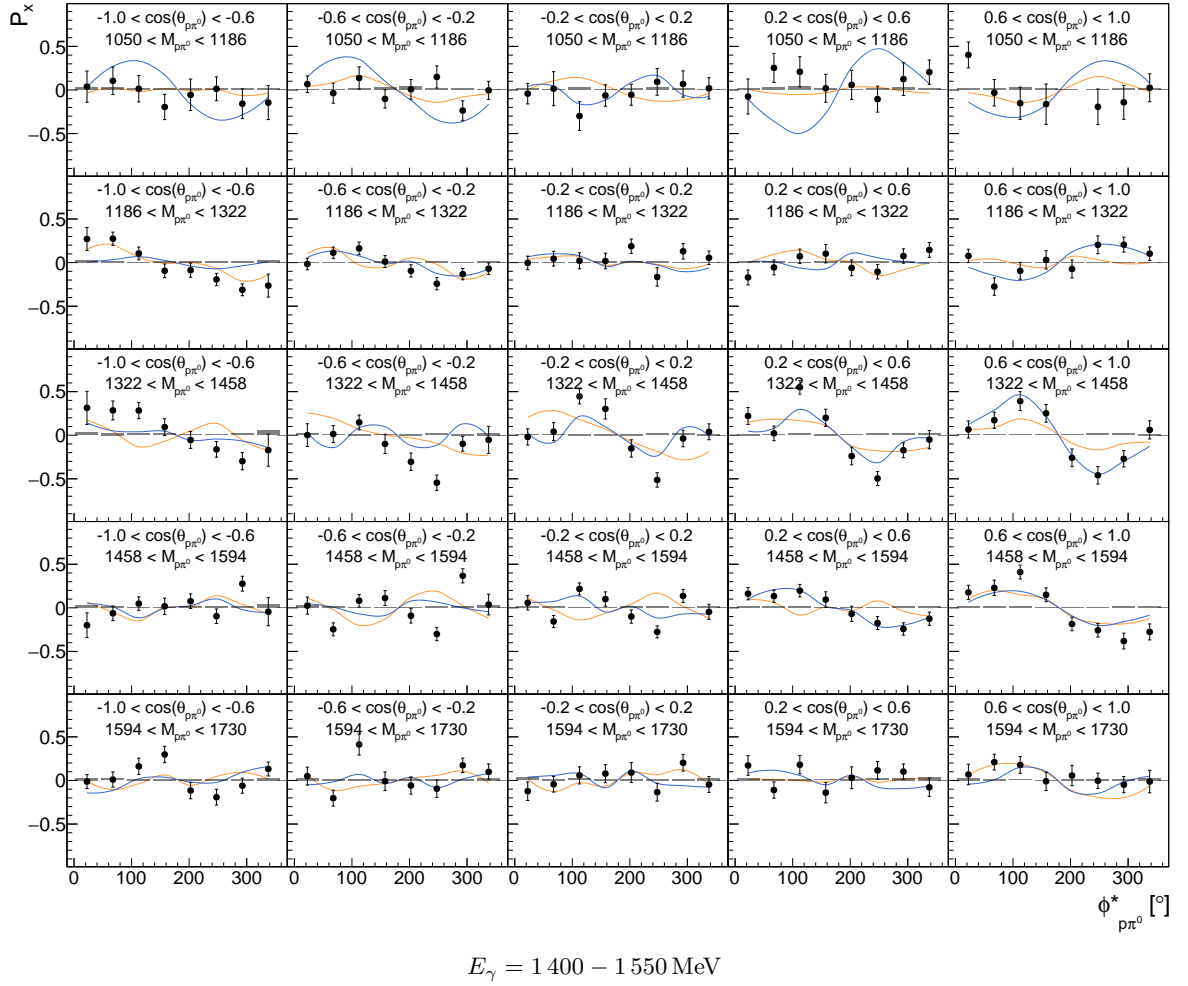 P_x
-1.0 < cos(θ_pπ⁰) < -0.6
1050 < M_pπ⁰ < 1186
-0.6 < cos(θ_pπ⁰) < -0.2
1050 < M_pπ⁰ < 1186
-0.2 < cos(θ_pπ⁰) < 0.2
1050 < M_pπ⁰ < 1186
0.2 < cos(θ_pπ⁰) < 0.6
1050 < M_pπ⁰ < 1186
0.6 < cos(θ_pπ⁰) < 1.0
1050 < M_pπ⁰ < 1186
0.5
0
−0.5
-1.0 < cos(θ_pπ⁰) < -0.6
1186 < M_pπ⁰ < 1322
-0.6 < cos(θ_pπ⁰) < -0.2
1186 < M_pπ⁰ < 1322
-0.2 < cos(θ_pπ⁰) < 0.2
1186 < M_pπ⁰ < 1322
0.2 < cos(θ_pπ⁰) < 0.6
1186 < M_pπ⁰ < 1322
0.6 < cos(θ_pπ⁰) < 1.0
1186 < M_pπ⁰ < 1322
0.5
0
−0.5
-1.0 < cos(θ_pπ⁰) < -0.6
1322 < M_pπ⁰ < 1458
-0.6 < cos(θ_pπ⁰) < -0.2
1322 < M_pπ⁰ < 1458
-0.2 < cos(θ_pπ⁰) < 0.2
1322 < M_pπ⁰ < 1458
0.2 < cos(θ_pπ⁰) < 0.6
1322 < M_pπ⁰ < 1458
0.6 < cos(θ_pπ⁰) < 1.0
1322 < M_pπ⁰ < 1458
0.5
0
−0.5
-1.0 < cos(θ_pπ⁰) < -0.6
1458 < M_pπ⁰ < 1594
-0.6 < cos(θ_pπ⁰) < -0.2
1458 < M_pπ⁰ < 1594
-0.2 < cos(θ_pπ⁰) < 0.2
1458 < M_pπ⁰ < 1594
0.2 < cos(θ_pπ⁰) < 0.6
1458 < M_pπ⁰ < 1594
0.6 < cos(θ_pπ⁰) < 1.0
1458 < M_pπ⁰ < 1594
0.5
0
−0.5
-1.0 < cos(θ_pπ⁰) < -0.6
1594 < M_pπ⁰ < 1730
-0.6 < cos(θ_pπ⁰) < -0.2
1594 < M_pπ⁰ < 1730
-0.2 < cos(θ_pπ⁰) < 0.2
1594 < M_pπ⁰ < 1730
0.2 < cos(θ_pπ⁰) < 0.6
1594 < M_pπ⁰ < 1730
0.6 < cos(θ_pπ⁰) < 1.0
1594 < M_pπ⁰ < 1730
0.5
0
−0.5
0 100 200 300 0 100 200 300 0 100 200 300 0 100 200 300 0 100 200 300
ϕ*_pπ⁰ [°]
E_γ = 1 400 − 1 550 MeV